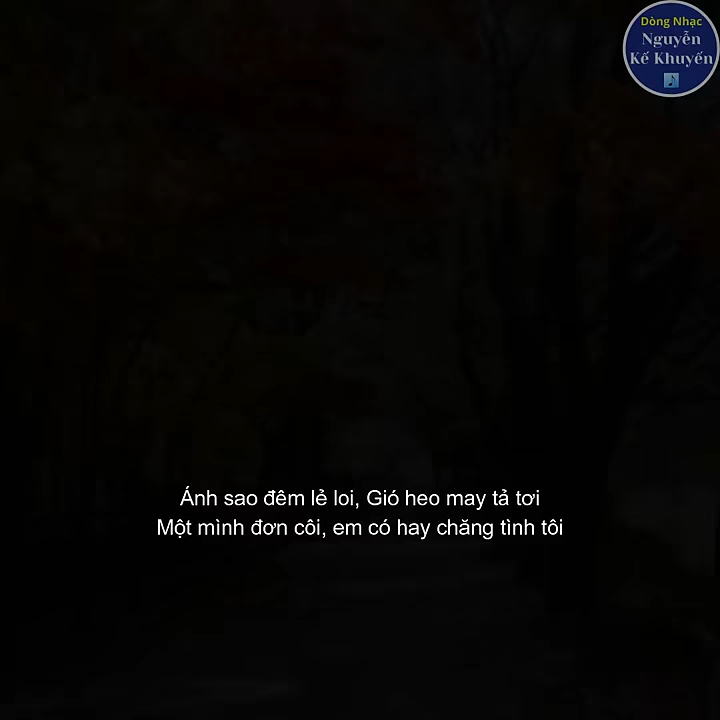 Dòng Nhạc
Nguyễn
Kế Khuyến
Ánh sao đêm lẻ loi, Gió heo may tả tơi
Một mình đơn côi, em có hay chăng tình tôi